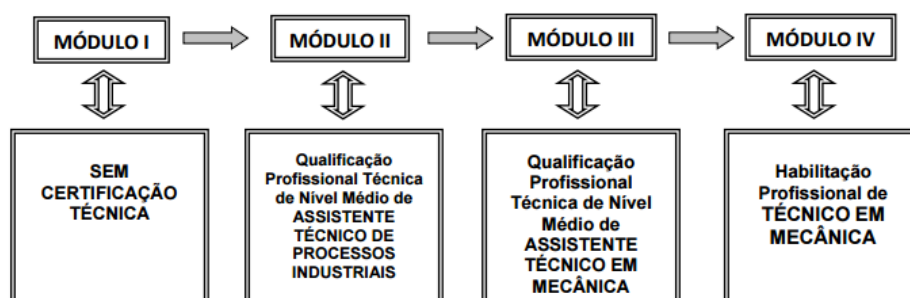 MÓDULO I
MÓDULO II
MÓDULO III
MÓDULO IV
SEM
CERTIFICAÇÃO
TÉCNICA
Qualificação
Profissional Técnica
de Nível Médio de
ASSISTENTE
TÉCNICO DE
PROCESSOS
INDUSTRIAIS
Qualificação
Profissional
Técnica de Nível
Médio de
ASSISTENTE
TÉCNICO EM
MECÂNICA
Habilitação
Profissional de
TÉCNICO EM
MECÂNICA